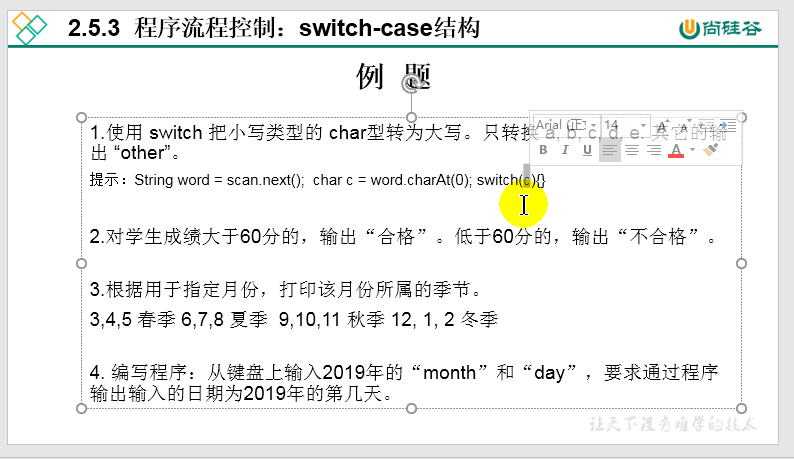 2.5.3 程序流程控制：switch-case结构
尚硅谷
例 题
Arial (正
14
A A
B I U A
1.使用 switch 把小写类型的 char型转为大写。只转换 a, b, c, d, e. 其它的输
出 “other”。
提示：String word = scan.next(); char c = word.charAt(0); switch(c){}
2.对学生成绩大于60分的，输出“合格”。低于60分的，输出“不合格”。
3.根据用于指定月份，打印该月份所属的季节。
3,4,5 春季 6,7,8 夏季 9,10,11 秋季 12, 1, 2 冬季
4. 编写程序：从键盘上输入2019年的“month”和“day”，要求通过程序
输出输入的日期为2019年的第几天。
让天下没有难学的技术